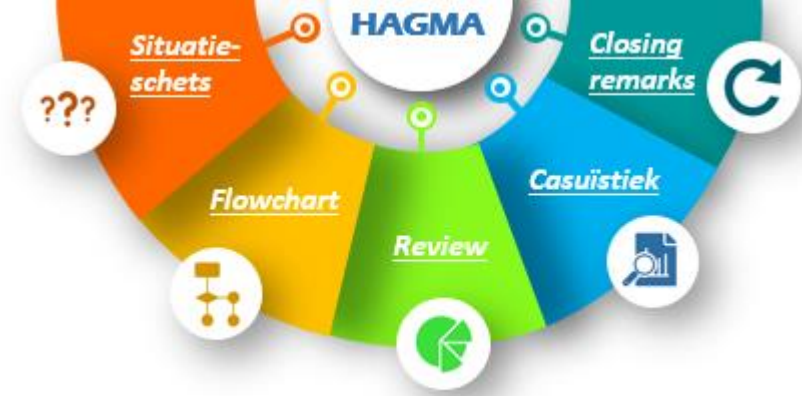 HAGMA
Situatie-
schets
Closing
remarks
???
Flowchart
Casuïstiek
Review